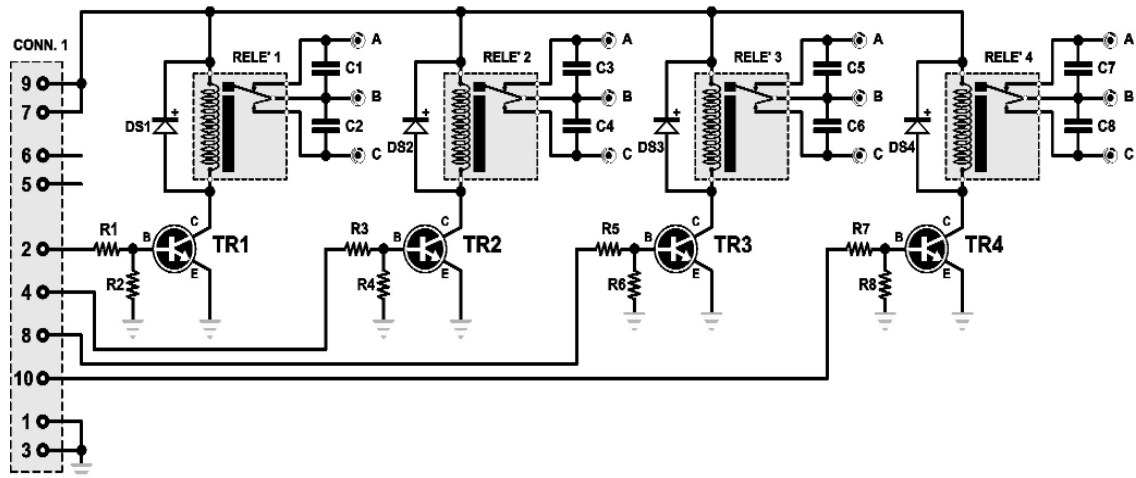 CONN. 1
9
7
6
5
2
4
8
10
1
3
RELE' 1
A
C1
B
C2
C
DS1
+
R1
B
C
TR1
E
R2
RELE' 2
A
C3
B
C4
C
DS2
+
R3
B
C
TR2
E
R4
RELE' 3
A
C5
B
C6
C
DS3
+
R5
B
C
TR3
E
R6
RELE' 4
A
C7
B
C8
C
DS4
+
R7
B
C
TR4
E
R8